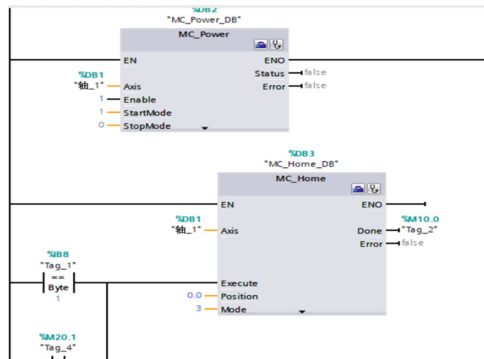 %DB2
"MC_Power_DB"
MC_Power
EN
ENO
Status
false
%DB1
"轴_1"
Axis
Error
false
1
Enable
1
StartMode
0
StopMode
%DB3
"MC_Home_DB"
MC_Home
EN
ENO
%DB1
"轴_1"
Axis
%M10.0
Done
"Tag_2"
Error
false
%IB8
"Tag_1"
==
Byte
1
Execute
0.0
Position
3
Mode
%M20.1
"Tag_4"